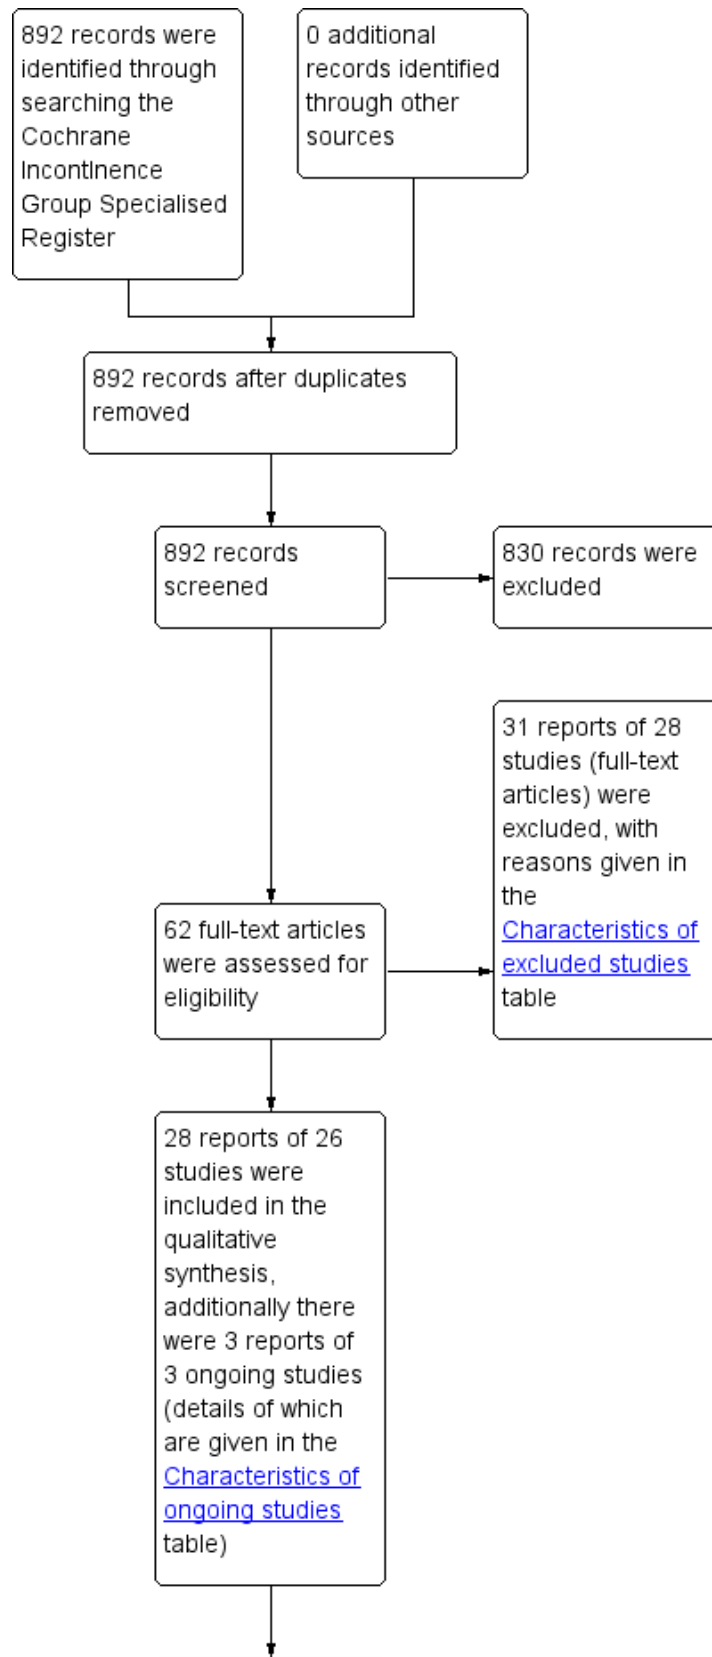 892 records were
identified through
searching the
Cochrane
Incontinence
Group Specialised
Register
0 additional
records identified
through other
sources
892 records after duplicates
removed
892 records
screened
830 records were
excluded
31 reports of 28
studies (full-text
articles) were
excluded, with
reasons given in
the
Characteristics of
excluded studies
table
62 full-text articles
were assessed for
eligibility
28 reports of 26
studies were
included in the
qualitative
synthesis,
additionally there
were 3 reports of
3 ongoing studies
(details of which
are given in the
Characteristics of
ongoing studies
table)